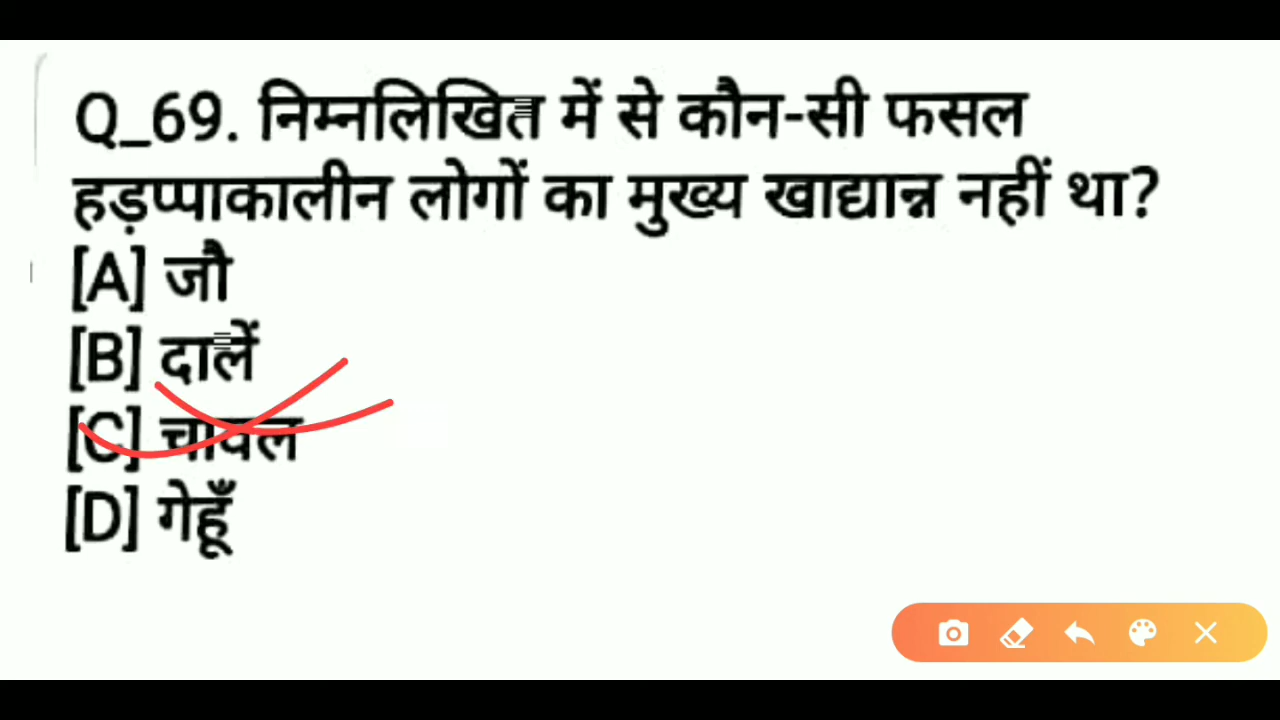 Q_69. निम्नलिखित में से कौन-सी फसल
हड़प्पाकालीन लोगों का मुख्य खाद्यान्न नहीं था?
[A] जौ
[B] दालें
[C] चावल
[D] गेहूँ